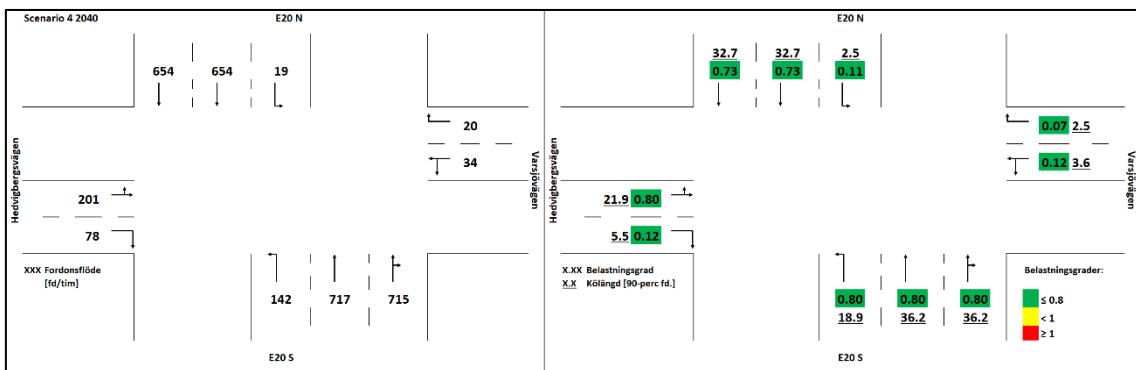 Scenario 4 2040
E20 N
654 654 19
20
34
Hedvigbergsvägen
Varsjövägen
201
78
XXX Fordonsflöde
[fd/tim]
142 717 715
E20 S
E20 N
32.7 32.7 2.5
0.73 0.73 0.11
0.07 2.5
0.12 3.6
Hedvigbergsvägen
Varsjövägen
21.9 0.80
5.5 0.12
X.XX Belastningsgrad
X.X Kölängd [90-perc fd.]
0.80 0.80 0.80
18.9 36.2 36.2
E20 S
Belastningsgrader:
≤ 0.8
< 1
≥ 1